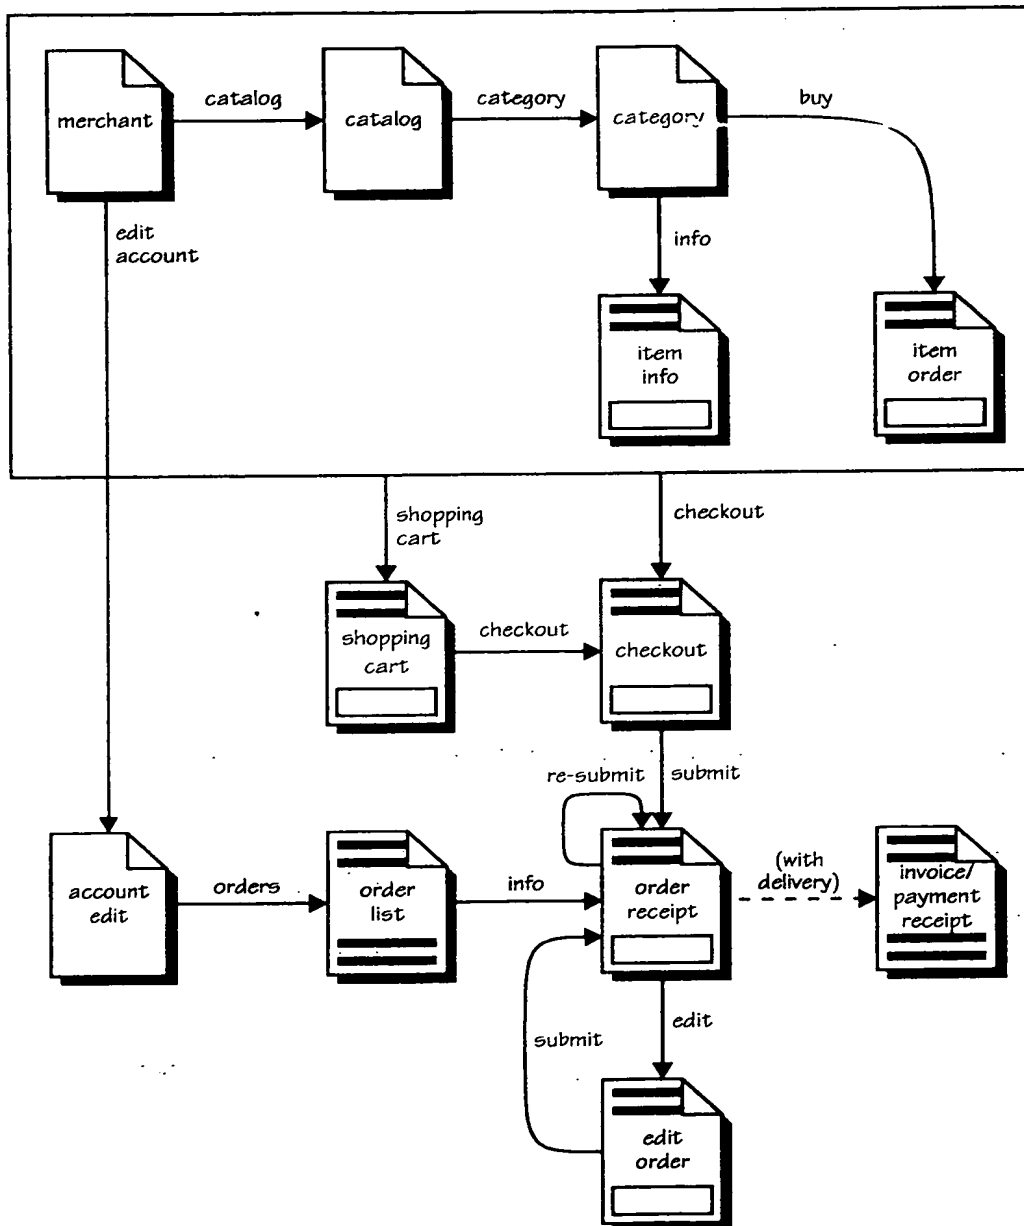 merchant
catalog
catalog
category
category
buy
edit
account
info
item
info
item
order
shopping
cart
checkout
shopping
cart
checkout
checkout
re-submit
submit
account
edit
orders
order
list
info
order
receipt
(with
delivery)
invoice/
payment
receipt
submit
edit
edit
order